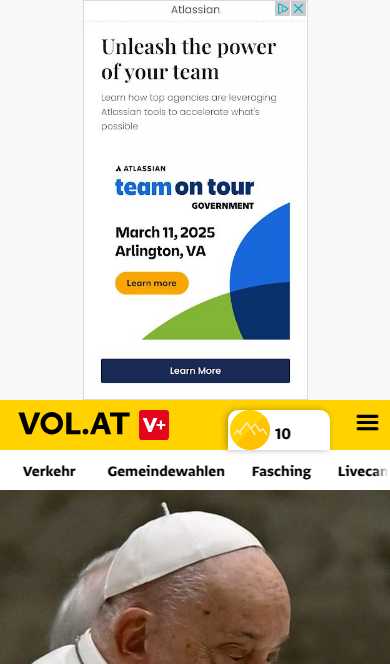 Atlassian
Unleash the power
of your team
Learn how top agencies are leveraging
Atlassian tools to accelerate what's
possible
ATLASSIAN
team on tour
GOVERNMENT
March 11, 2025
Arlington, VA
Learn more
Learn More
VOL.AT V+
10
Verkehr Gemeindewahlen Fasching Livecan